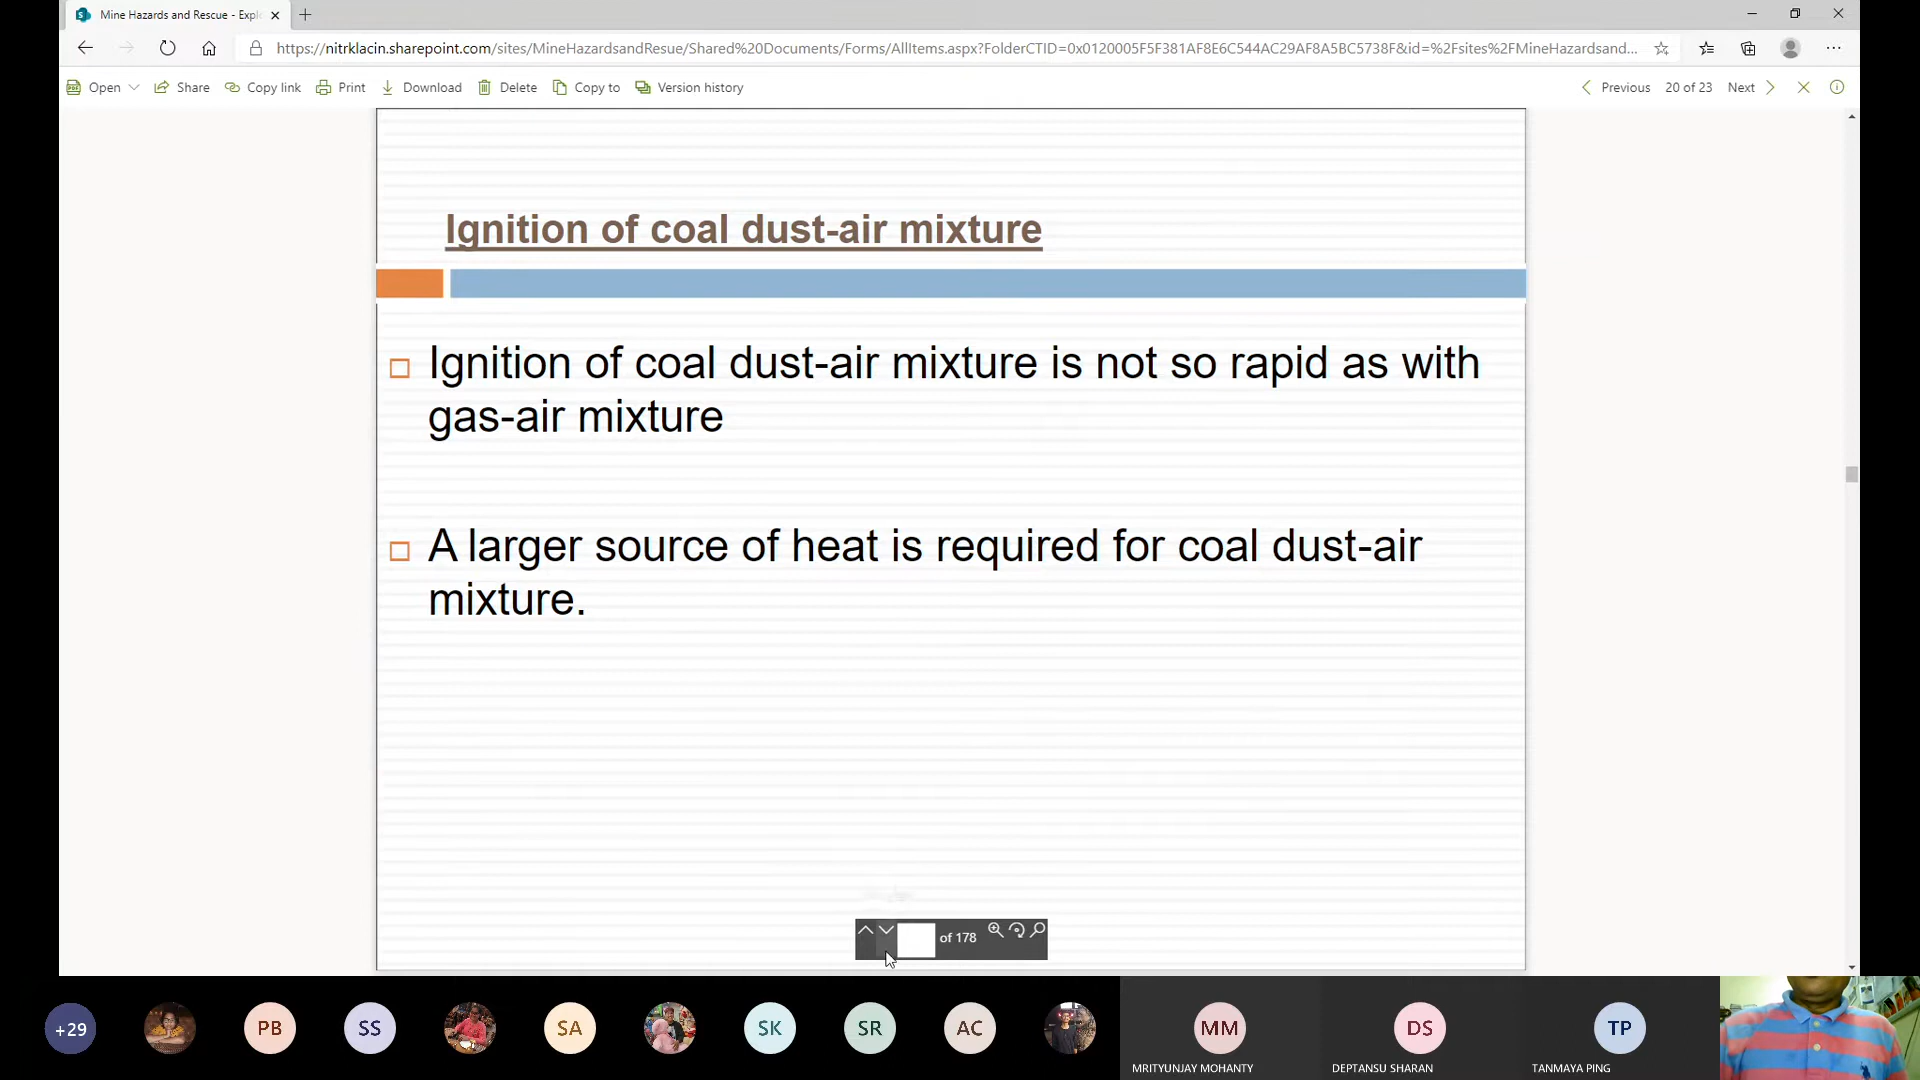 Mine Hazards and Rescue - Expl
https://nitrklacin.sharepoint.com/sites/MineHazardsandResue/Shared%20Documents/Forms/AllItems.aspx?FolderCTID=0x0120005F5F381AF8E6C544AC29AF8A5BC5738F&id=%2Fsites%2FMineHazardsand...
Open Share Copy link Print Download Delete Copy to Version history Previous 20 of 23 Next
Ignition of coal dust-air mixture
Ignition of coal dust-air mixture is not so rapid as with
gas-air mixture
A larger source of heat is required for coal dust-air
mixture.
of 178
+29 PB SS SA SK SR AC MM DS TP
MRITYUNJAY MOHANTY DEPTANSU SHARAN TANMAYA PING